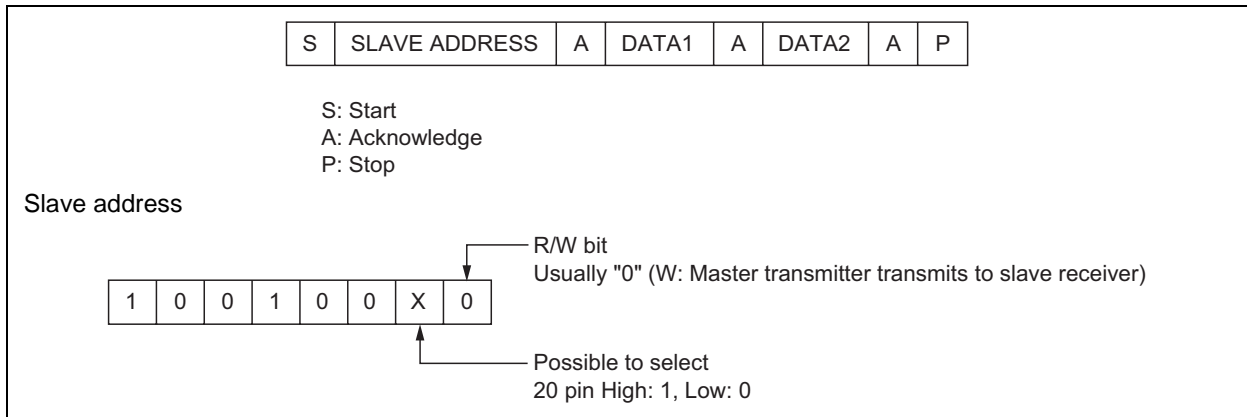 S SLAVE ADDRESS A DATA1 A DATA2 A P
S: Start
A: Acknowledge
P: Stop
Slave address
R/W bit
Usually "0" (W: Master transmitter transmits to slave receiver)
1 0 0 1 0 0 X 0
Possible to select
20 pin High: 1, Low: 0